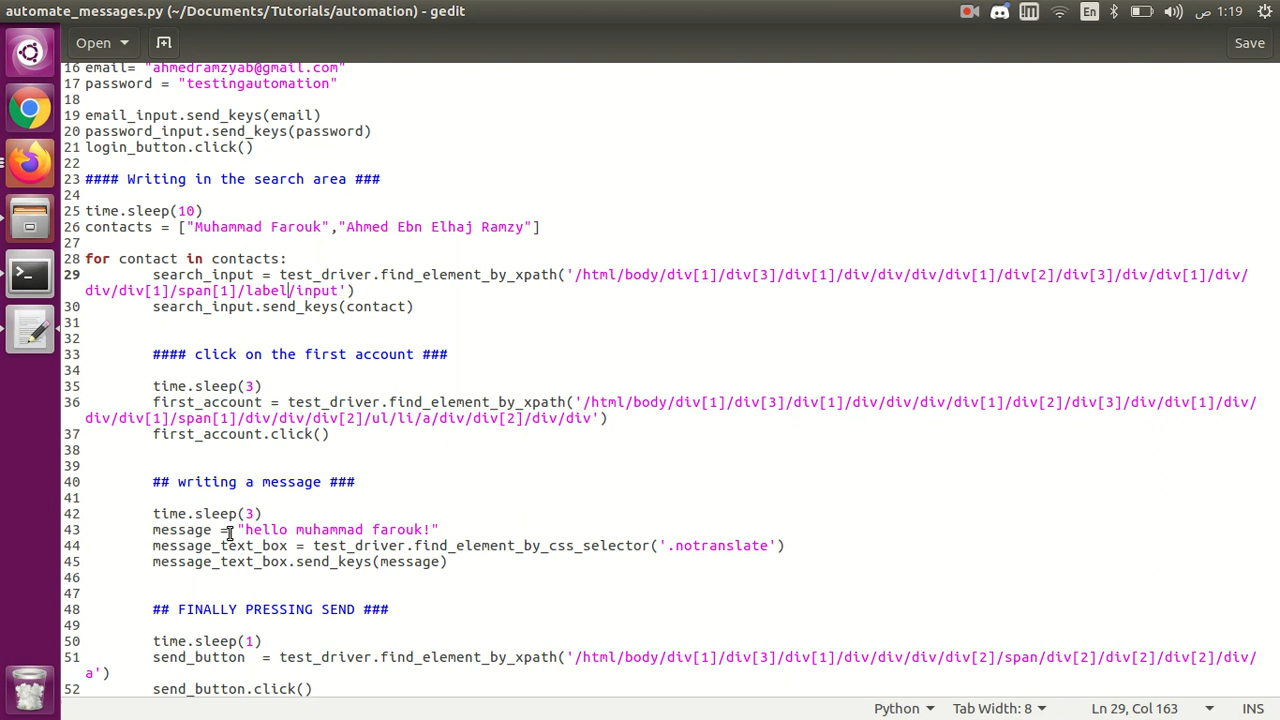 automate_messages.py (~/Documents/Tutorials/automation) - gedit
En
1:19 ص
Open
Save
16 email= "ahmedramzyab@gmail.com"
17 password = "testingautomation"
18
19 email_input.send_keys(email)
20 password_input.send_keys(password)
21 login_button.click()
22
23 #### Writing in the search area ###
24
25 time.sleep(10)
26 contacts = ["Muhammad Farouk","Ahmed Ebn Elhaj Ramzy"]
27
28 for contact in contacts:
29 search_input = test_driver.find_element_by_xpath('/html/body/div[1]/div[3]/div[1]/div/div/div/div[1]/div[2]/div[3]/div/div[1]/div/
div/div[1]/span[1]/label/input')
30 search_input.send_keys(contact)
31
32
33 #### click on the first account ###
34
35 time.sleep(3)
36 first_account = test_driver.find_element_by_xpath('/html/body/div[1]/div[3]/div[1]/div/div/div/div[1]/div[2]/div[3]/div/div[1]/div/
div/div[1]/span[1]/div/div/div[2]/ul/li/a/div/div[2]/div/div')
37 first_account.click()
38
39
40 ## writing a message ###
41
42 time.sleep(3)
43 message = "hello muhammad farouk!"
44 message_text_box = test_driver.find_element_by_css_selector('.notranslate')
45 message_text_box.send_keys(message)
46
47
48 ## FINALLY PRESSING SEND ###
49
50 time.sleep(1)
51 send_button  = test_driver.find_element_by_xpath('/html/body/div[1]/div[3]/div[1]/div/div/div/div[2]/span/div[2]/div[2]/div[2]/div/
a')
52 send_button.click()
Python
Tab Width: 8
Ln 29, Col 163
INS